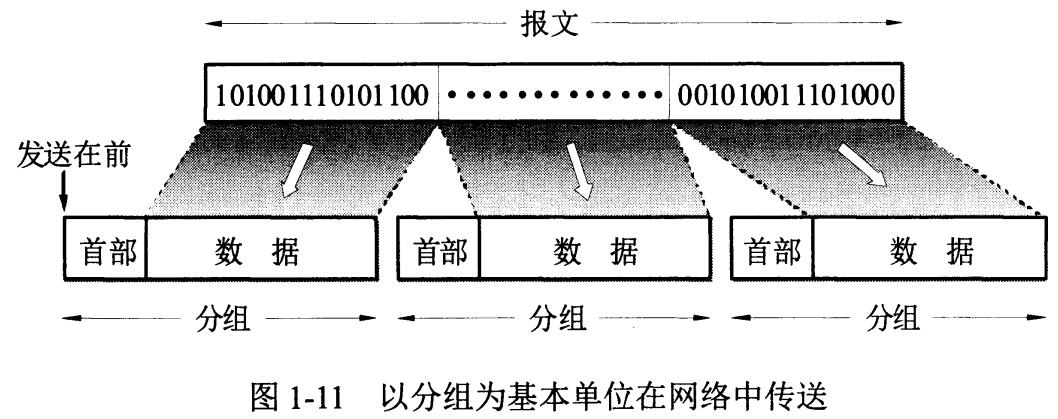 报文
101001110101100 ············· 001010011101000
发送在前
首部 数 据 首部 数 据 首部 数 据
分组 分组 分组
图 1-11 以分组为基本单位在网络中传送